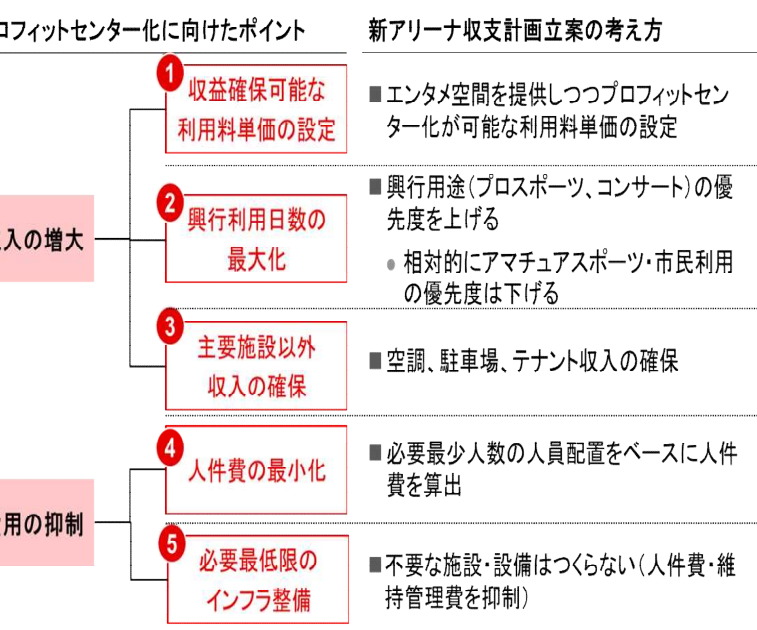 ロフィットセンター化に向けたポイント
新アリーナ収支計画立案の考え方
1
収益確保可能な
利用料単価の設定
■エンタメ空間を提供しつつプロフィットセン
ター化が可能な利用料単価の設定
入の増大
2
興行利用日数の
最大化
■興行用途(プロスポーツ、コンサート)の優
先度を上げる
●相対的にアマチュアスポーツ・市民利用
の優先度は下げる
3
主要施設以外
収入の確保
■空調、駐車場、テナント収入の確保
用の抑制
4
人件費の最小化
■必要最少人数の人員配置をベースに人件
費を算出
5
必要最低限の
インフラ整備
■不要な施設・設備はつくらない(人件費・維
持管理費を抑制)